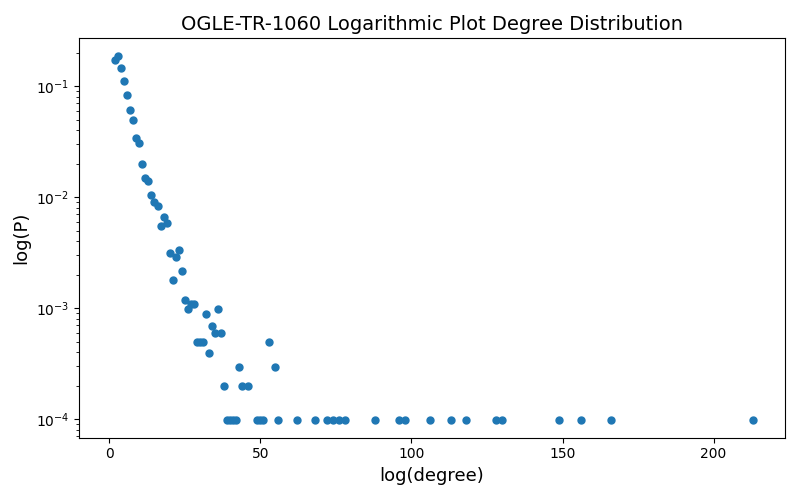 OGLE-TR-1060 Logarithmic Plot Degree Distribution
log(P)
10⁻¹
10⁻²
10⁻³
10⁻⁴
0 50 100 150 200
log(degree)